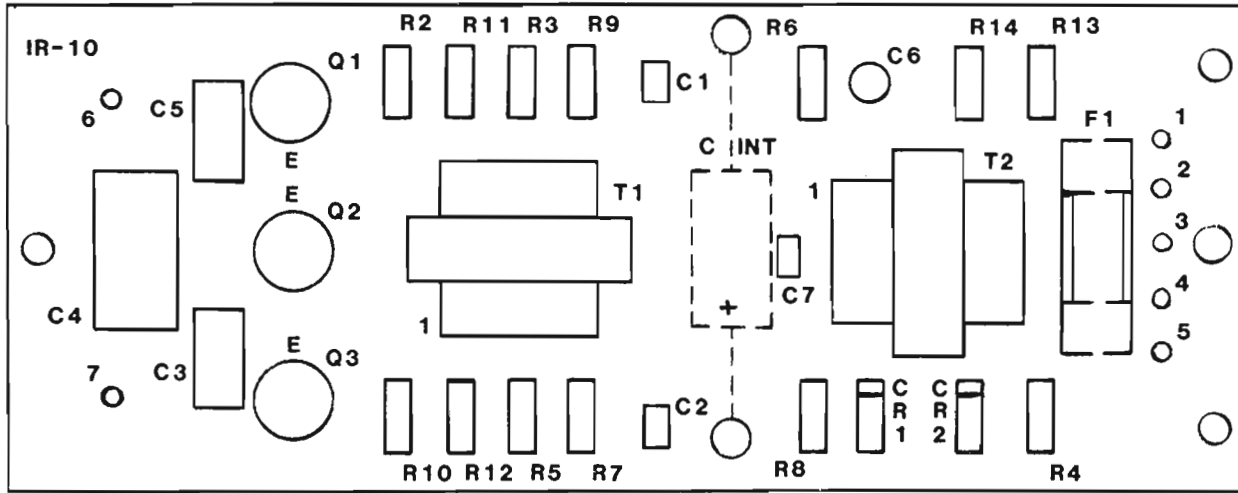 R2 R11 R3 R9 R6 R14 R13
IR-10 Q1 C6
C5 C1 F1
6 1
E C INT T2 2
E T1 1
Q2 3
C7 4
C4 + 5
1
E Q3
7 C3 C2 CR1 CR2
R10 R12 R5 R7 R8 R4